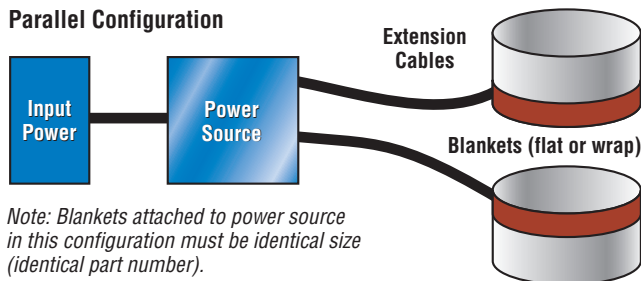 Parallel Configuration
Extension
Cables
Input
Power
Power
Source
Blankets (flat or wrap)
Note: Blankets attached to power source
in this configuration must be identical size
(identical part number).